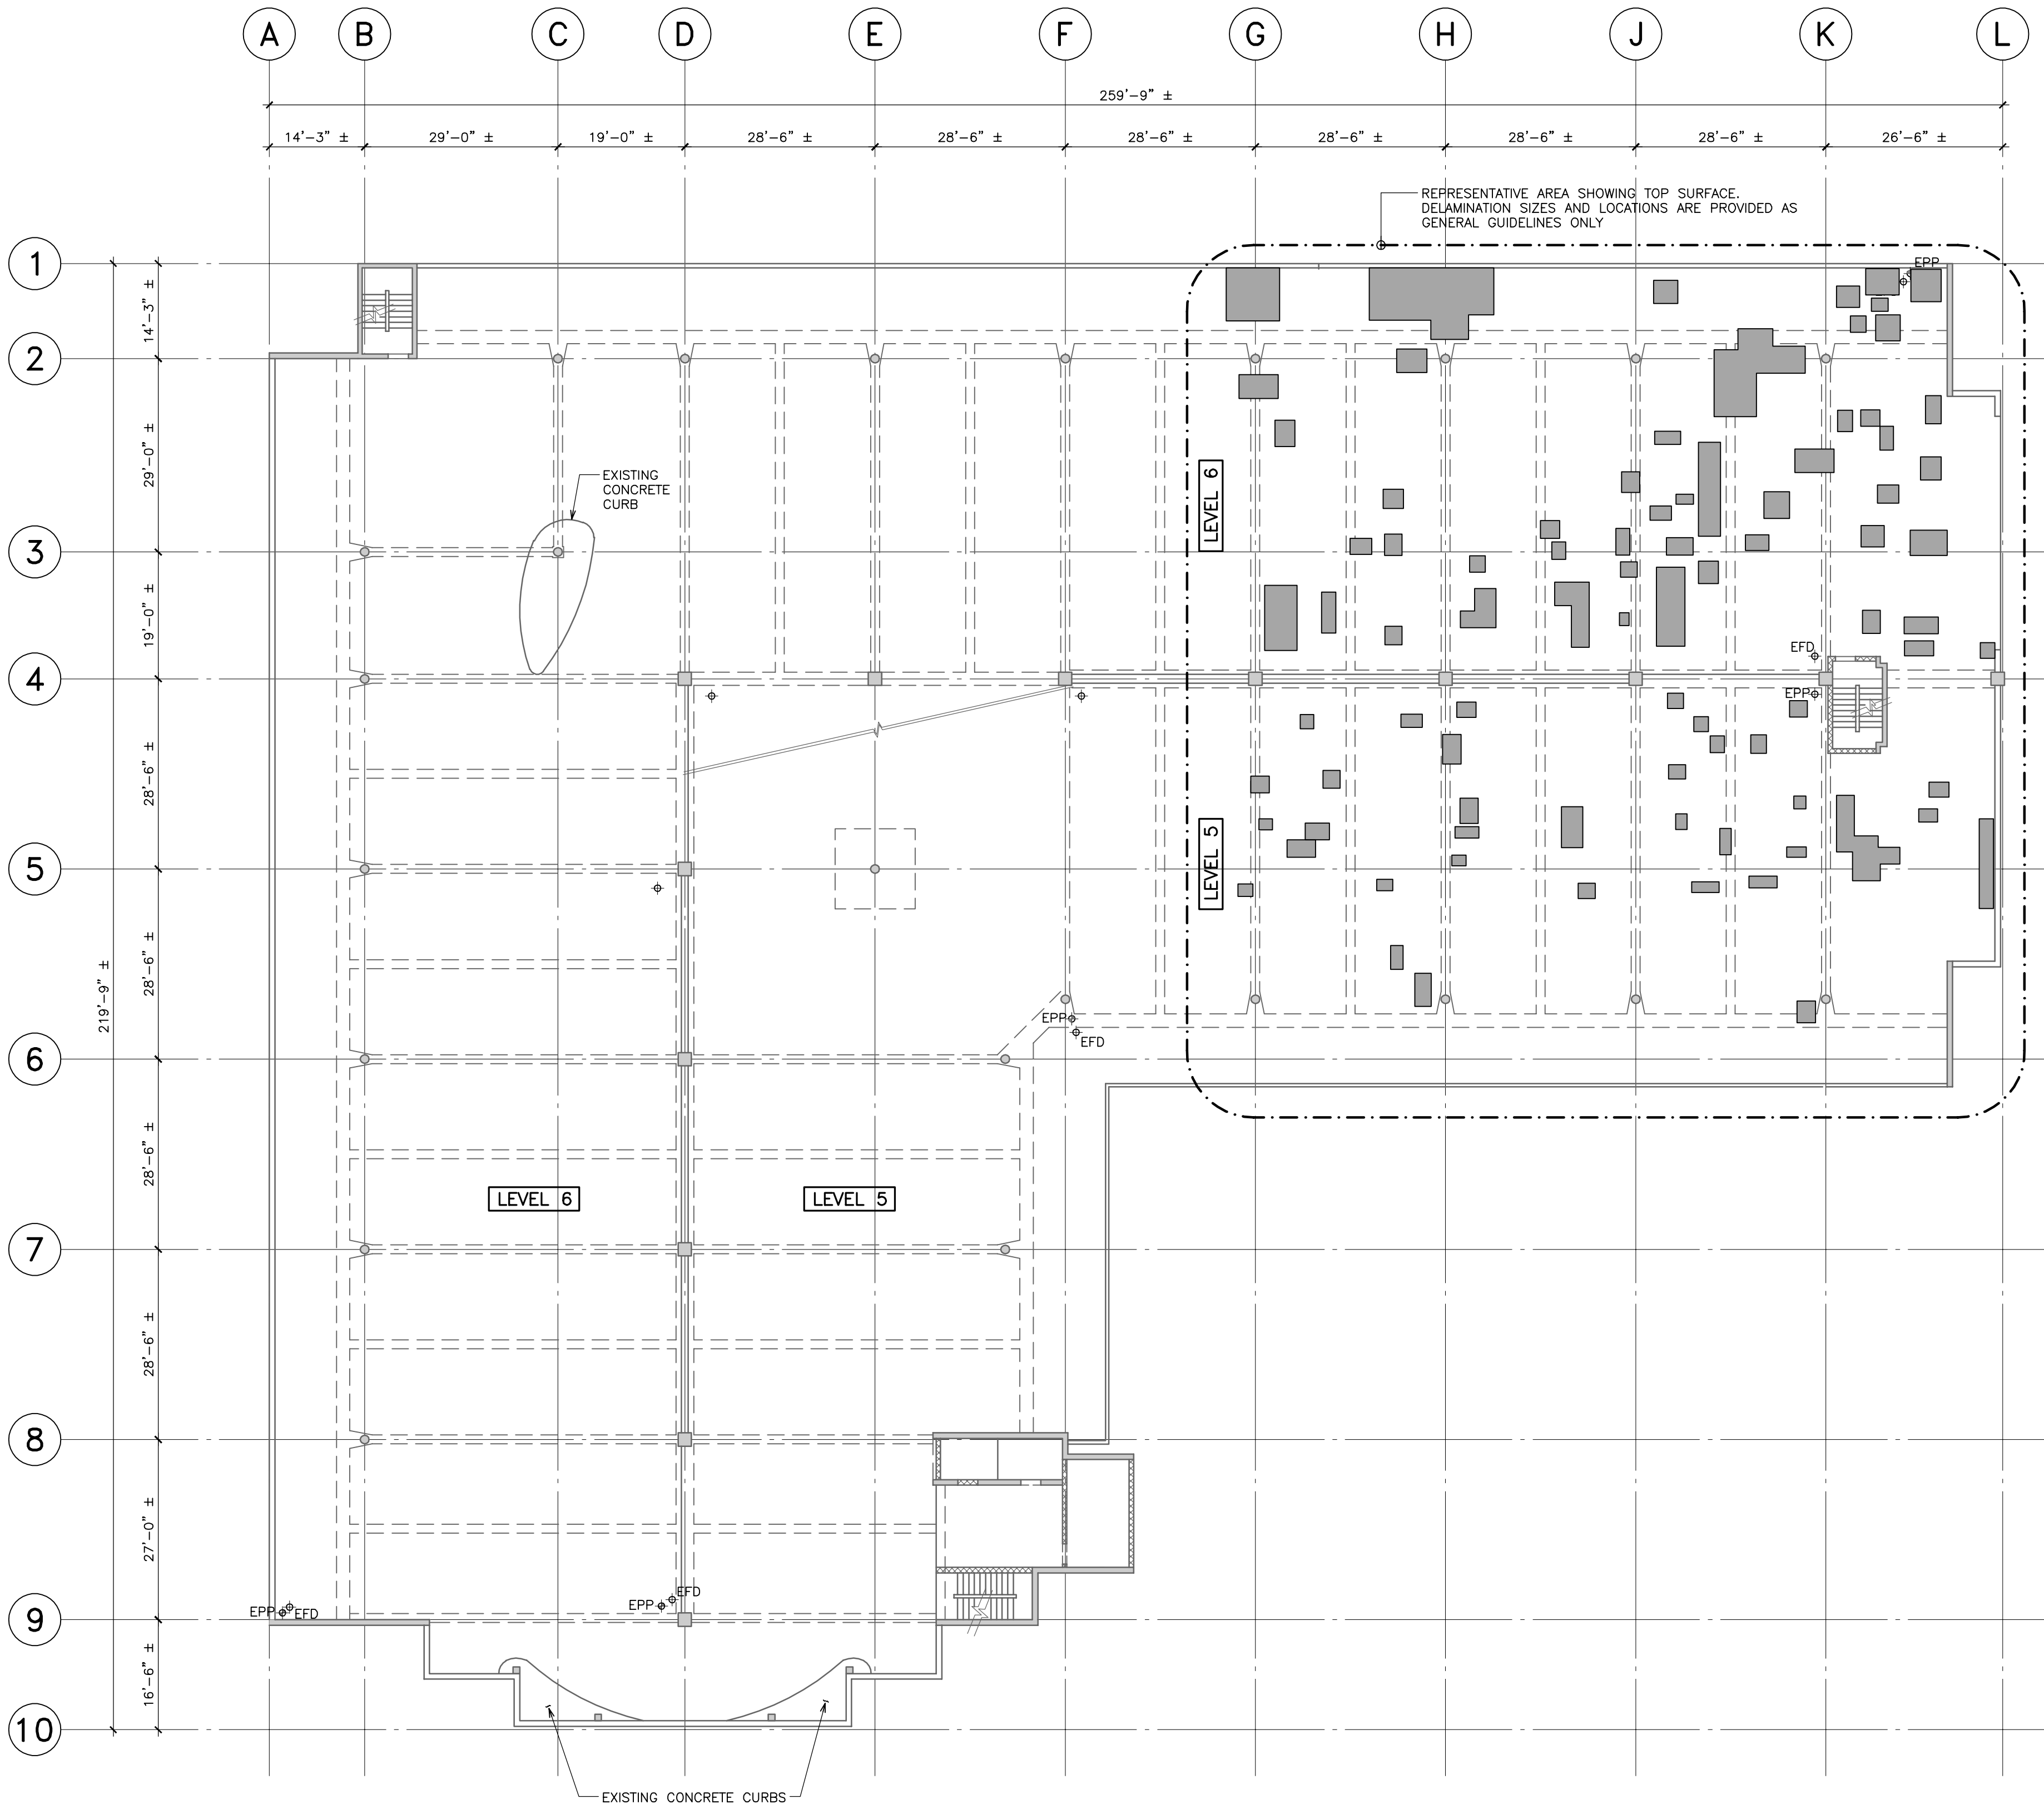 A B C D E F G H J K L
259'-9" ±
14'-3" ± 29'-0" ± 19'-0" ± 28'-6" ± 28'-6" ± 28'-6" ± 28'-6" ± 28'-6" ± 28'-6" ± 26'-6" ±
REPRESENTATIVE AREA SHOWING TOP SURFACE.
DELAMINATION SIZES AND LOCATIONS ARE PROVIDED AS
GENERAL GUIDELINES ONLY
1
EPP
14'-3" ±
2
29'-0" ±
EXISTING
CONCRETE
CURB
LEVEL 6
3
19'-0" ±
EFD
4
EPP
28'-6" ±
LEVEL 5
5
28'-6" ±
219'-9" ±
EPP
EFD
6
28'-6" ±
LEVEL 6
LEVEL 5
7
28'-6" ±
8
27'-0" ±
EFD
EPP
EPP
EFD
9
16'-6" ±
10
EXISTING CONCRETE CURBS